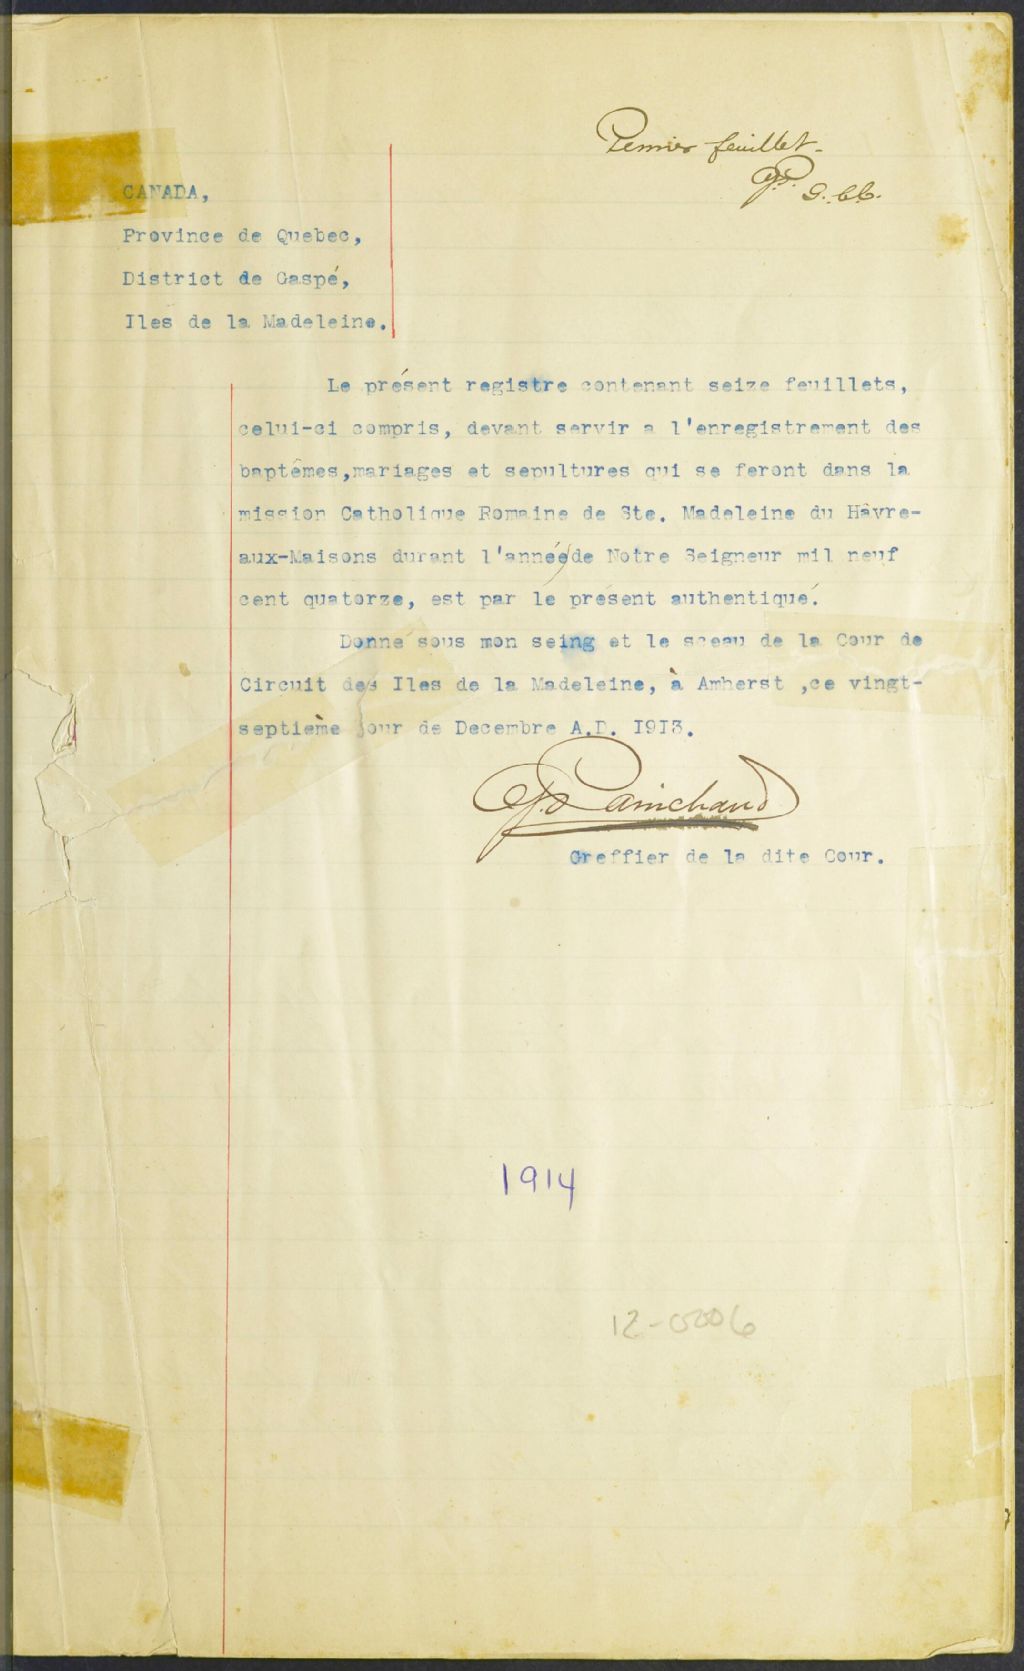 Premier feuillet.
J.P. G. cc.
CANADA,
Province de Quebec,
District de Gaspé,
Iles de la Madeleine.
Le présent registre contenant seize feuillets,
celui-ci compris, devant servir a l'enregistrement des
baptêmes,mariages et sepultures qui se feront dans la
mission Catholique Romaine de Ste. Madeleine du Hâvre-
aux-Maisons durant l'année/de Notre Seigneur mil neuf
cent quatorze, est par le présent authentiqué.
Donné sous mon seing et le sceau de la Cour de
Circuit des Iles de la Madeleine, à Amherst ,ce vingt-
septième jour de Decembre A.D. I9I3.
Painchaud
Greffier de la dite Cour.
1914
12-0006